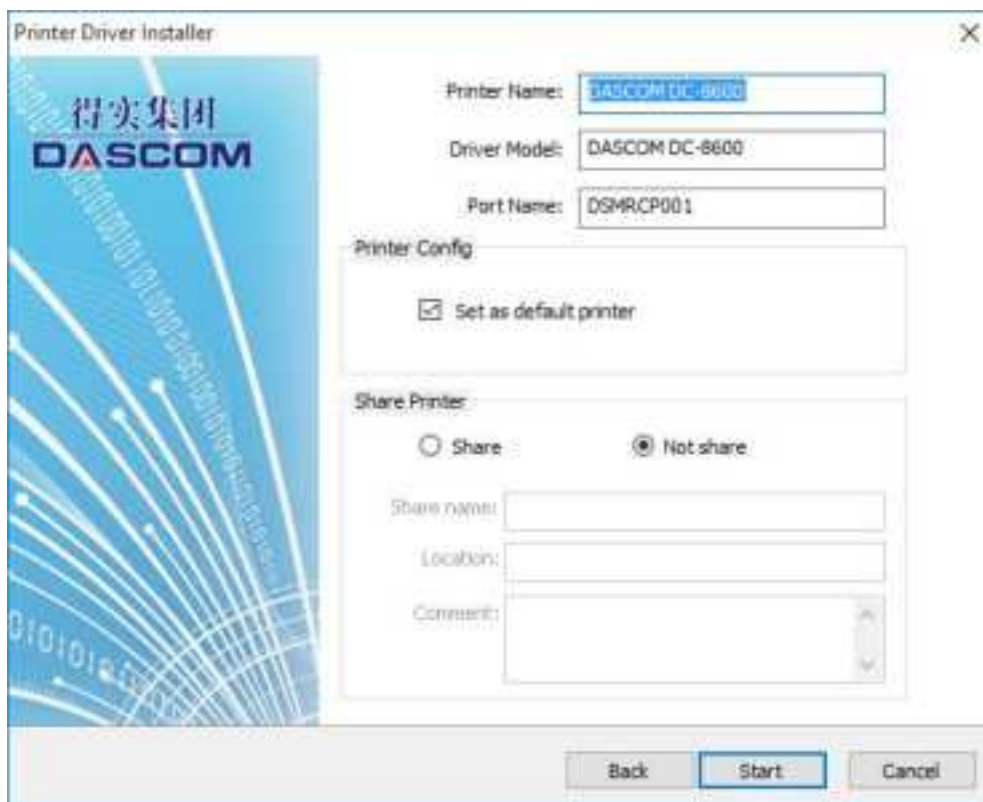 Printer Driver Installer
得实集团
DASCOM
Printer Name: DASCOM DC-8600
Driver Model: DASCOM DC-8600
Port Name: DSMRCP001
Printer Config
Set as default printer
Share Printer
Share Not share
Share name:
Location:
Comment:
Back Start Cancel